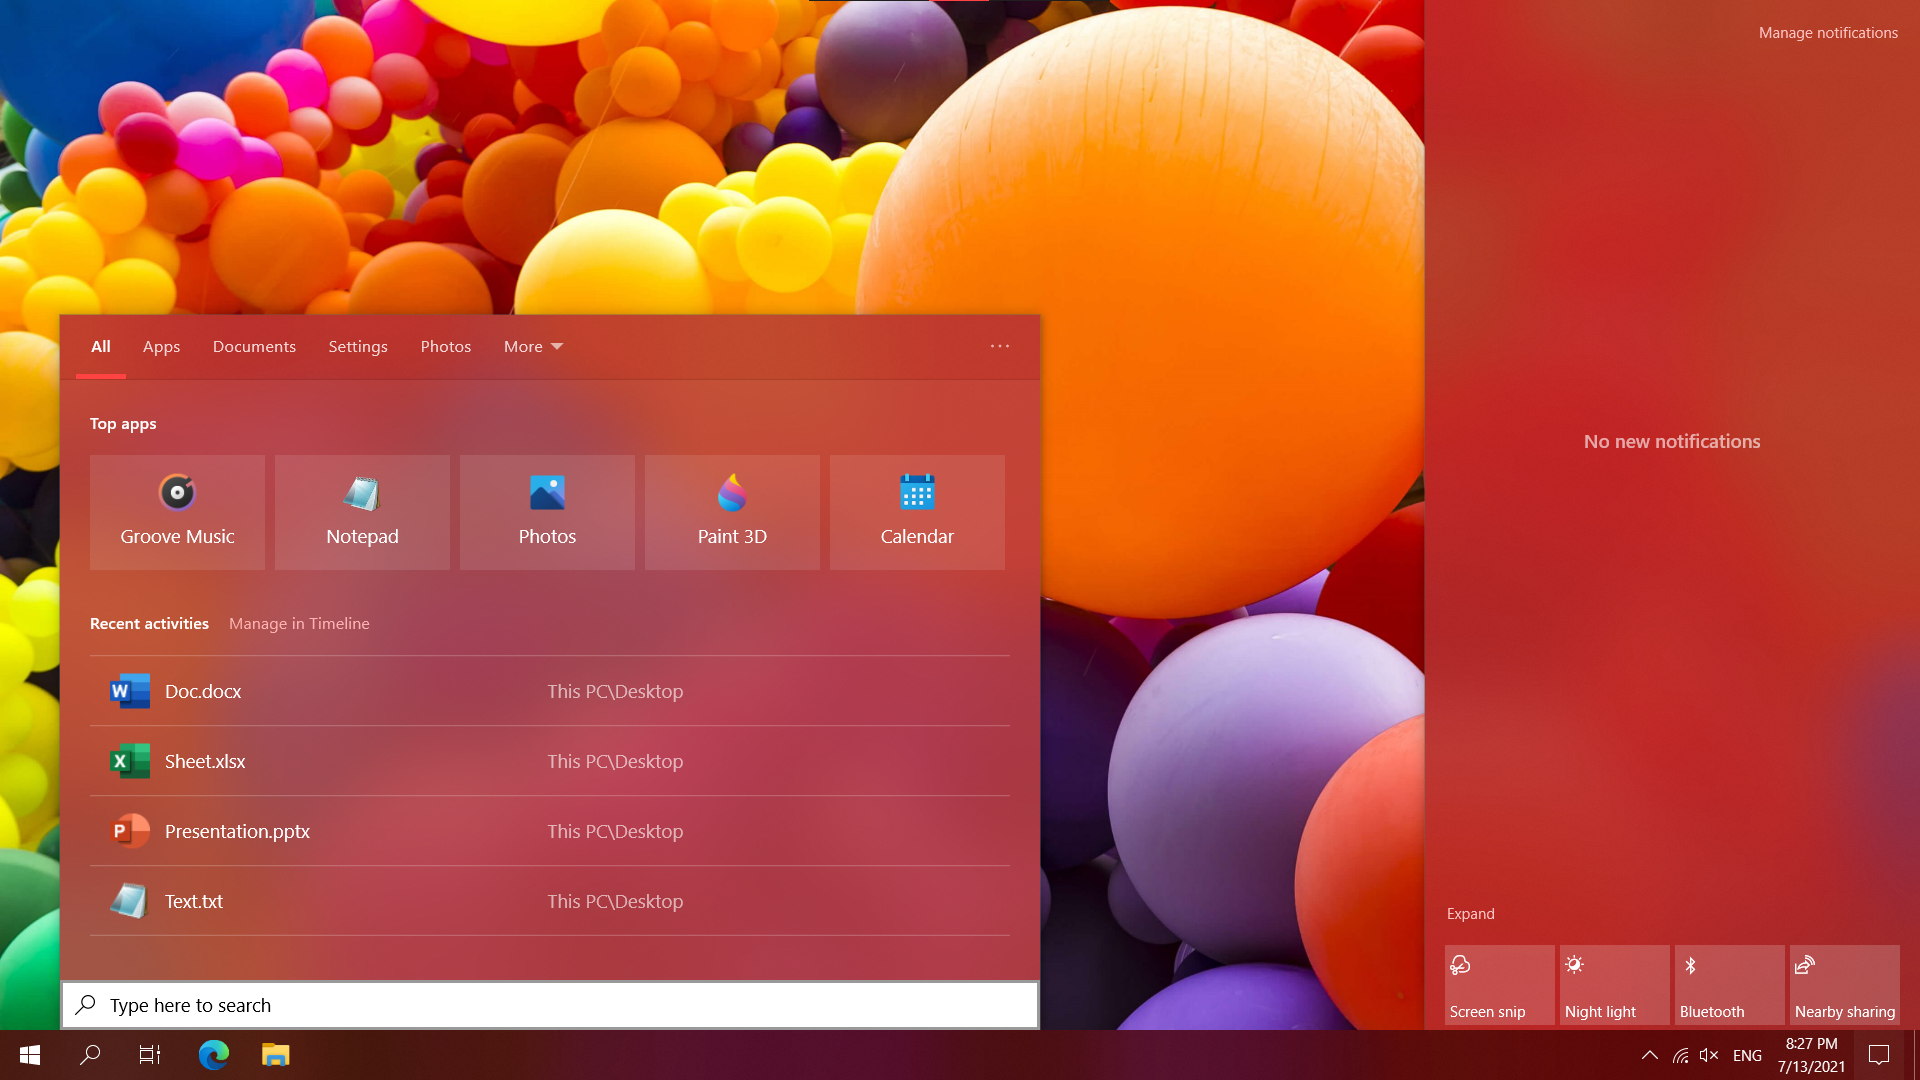 Manage notifications
No new notifications
All Apps Documents Settings Photos More
Top apps
Groove Music Notepad Photos Paint 3D Calendar
Recent activities Manage in Timeline
W Doc.docx This PC\Desktop
X Sheet.xlsx This PC\Desktop
P Presentation.pptx This PC\Desktop
Text.txt This PC\Desktop
Type here to search
Expand
Screen snip Night light Bluetooth Nearby sharing
ENG
8:27 PM
7/13/2021